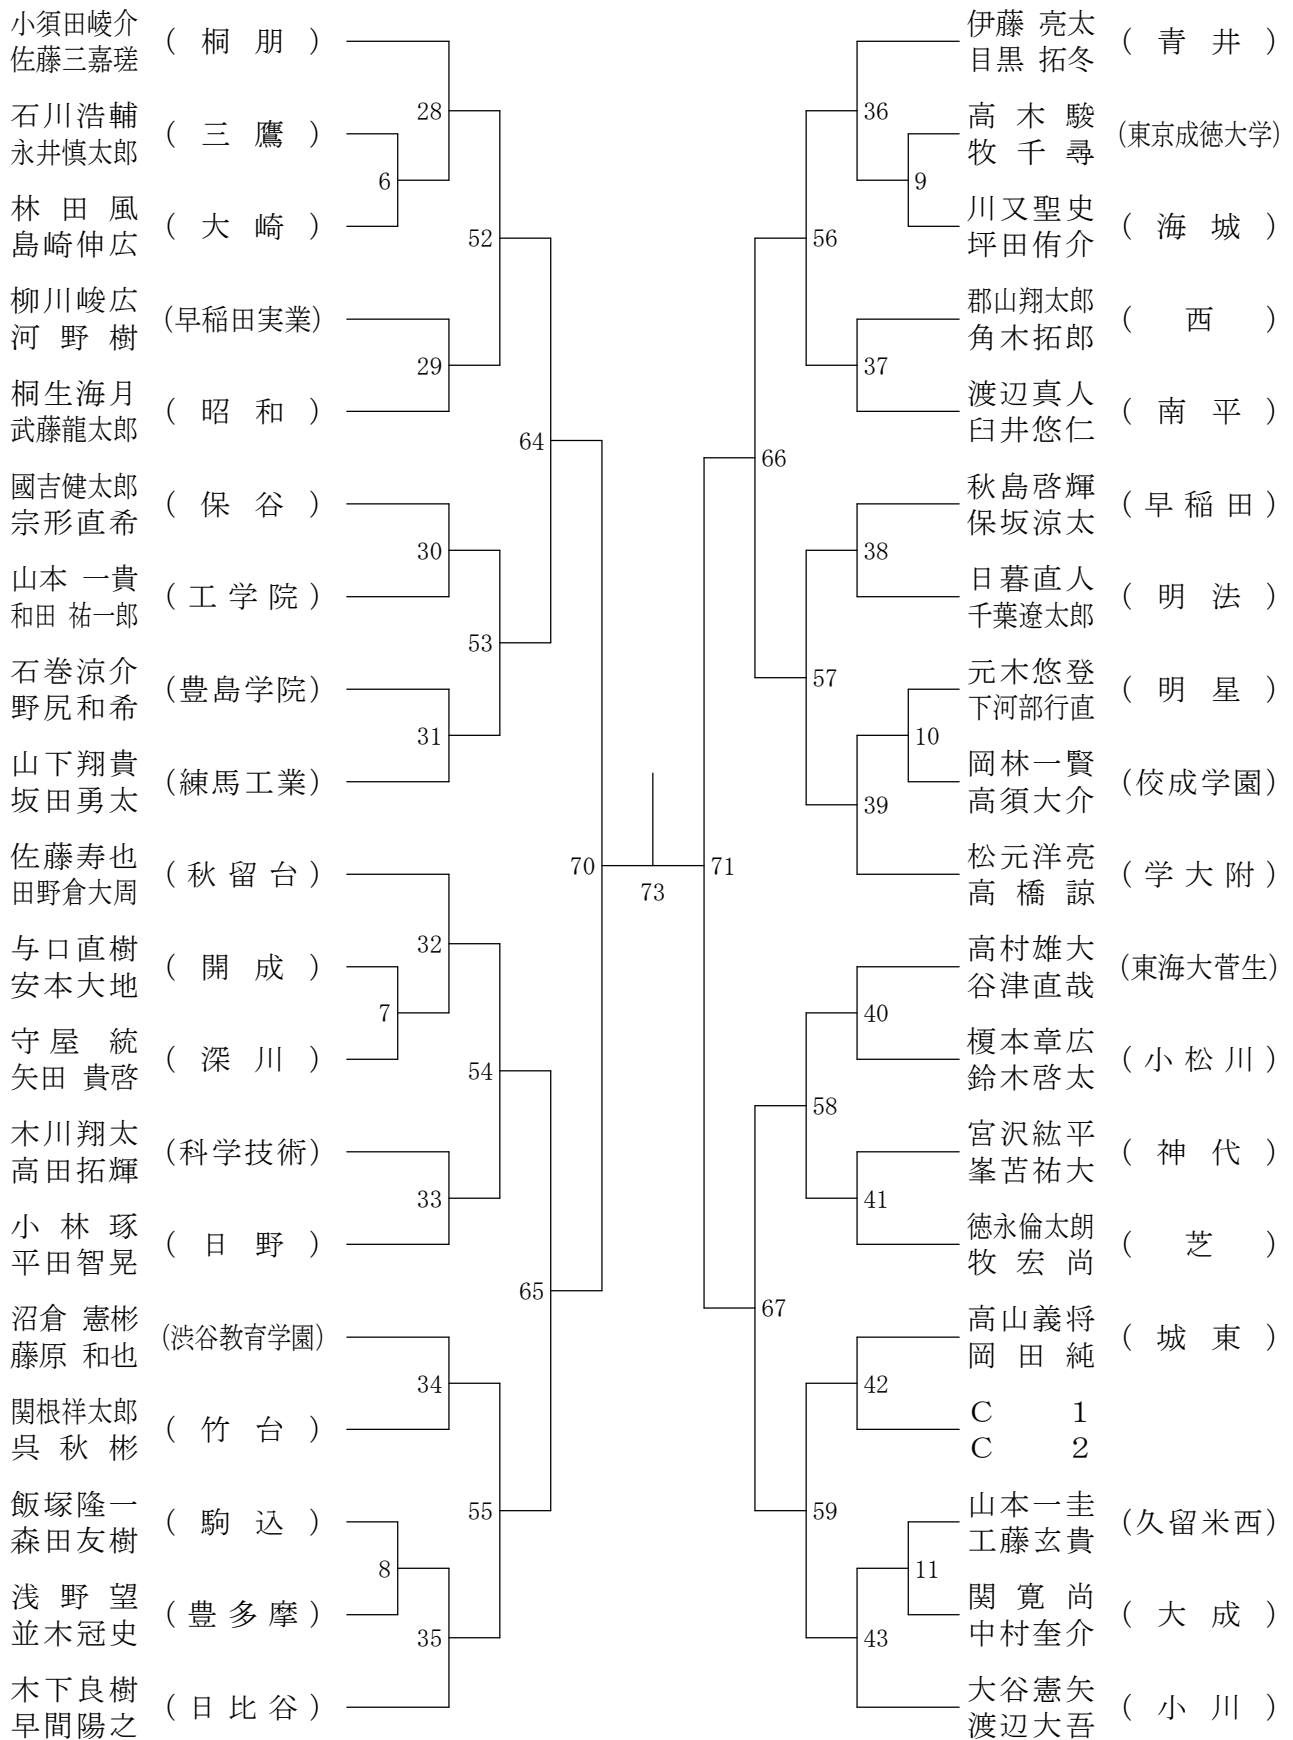 小須田崚介
佐藤三嘉瑳
( 桐 朋 )
石川浩輔
永井慎太郎
( 三 鷹 )
林 田 風
島崎伸広
( 大 崎 )
柳川峻広
河 野 樹
(早稲田実業)
桐生海月
武藤龍太郎
( 昭 和 )
國吉健太郎
宗形直希
( 保 谷 )
山本 一貴
和田 祐一郎
( 工 学 院 )
石巻涼介
野尻和希
(豊島学院)
山下翔貴
坂田勇太
(練馬工業)
佐藤寿也
田野倉大周
( 秋 留 台 )
与口直樹
安本大地
( 開 成 )
守 屋 統
矢田 貴啓
( 深 川 )
木川翔太
高田拓輝
(科学技術)
小 林 琢
平田智晃
( 日 野 )
沼倉 憲彬
藤原 和也
(渋谷教育学園)
関根祥太郎
呉 秋 彬
( 竹 台 )
飯塚隆一
森田友樹
( 駒 込 )
浅 野 望
並木冠史
( 豊 多 摩 )
木下良樹
早間陽之
( 日 比 谷 )
28
6
52
29
64
30
53
31
70
32
7
54
33
65
34
55
8
35
73
71
36
9
56
37
66
38
57
10
39
40
58
41
67
42
59
11
43
伊藤 亮太
目黒 拓冬
( 青 井 )
高 木 駿
牧 千 尋
(東京成徳大学)
川又聖史
坪田侑介
( 海 城 )
郡山翔太郎
角木拓郎
( 西 )
渡辺真人
臼井悠仁
( 南 平 )
秋島啓輝
保坂涼太
( 早 稲 田 )
日暮直人
千葉遼太郎
( 明 法 )
元木悠登
下河部行直
( 明 星 )
岡林一賢
高須大介
(佼成学園)
松元洋亮
高 橋 諒
( 学 大 附 )
高村雄大
谷津直哉
(東海大菅生)
榎本章広
鈴木啓太
( 小 松 川 )
宮沢紘平
峯苫祐大
( 神 代 )
徳永倫太朗
牧 宏 尚
( 芝 )
高山義将
岡 田 純
( 城 東 )
C 1
C 2
山本一圭
工藤玄貴
(久留米西)
関 寛 尚
中村奎介
( 大 成 )
大谷憲矢
渡辺大吾
( 小 川 )